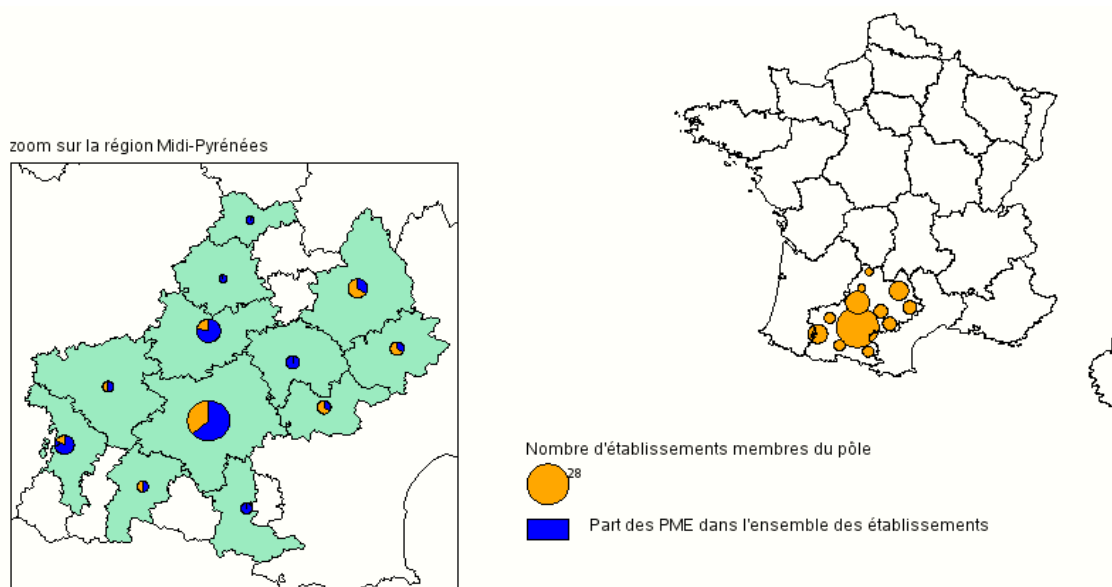 zoom sur la région Midi-Pyrénées
Nombre d'établissements membres du pôle
28
Part des PME dans l'ensemble des établissements